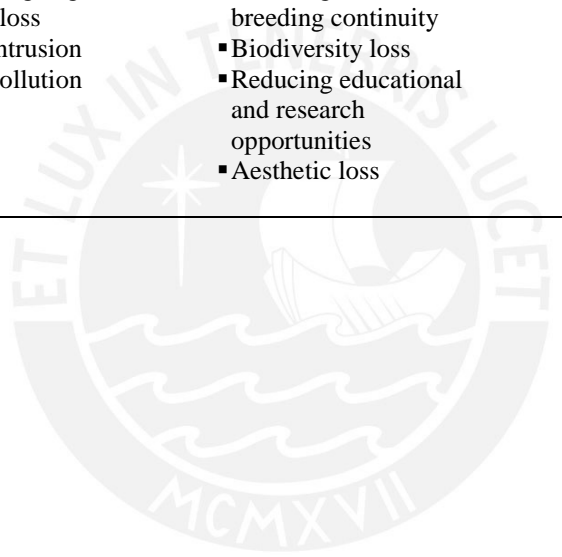 loss
ntrusion
ollution
breeding continuity
▪Biodiversity loss
▪Reducing educational
and research
opportunities
▪Aesthetic loss
ET LUX IN TENEBRIS LUCET
MCMXVII